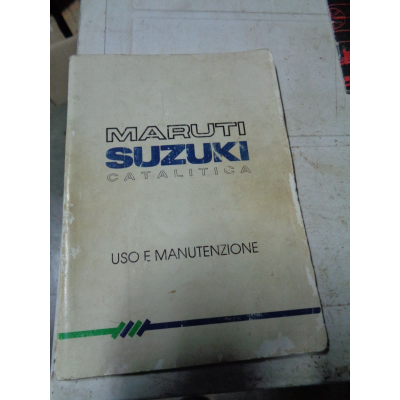 MARUTI
SUZUKI
CATALITICA
USO E MANUTENZIONE